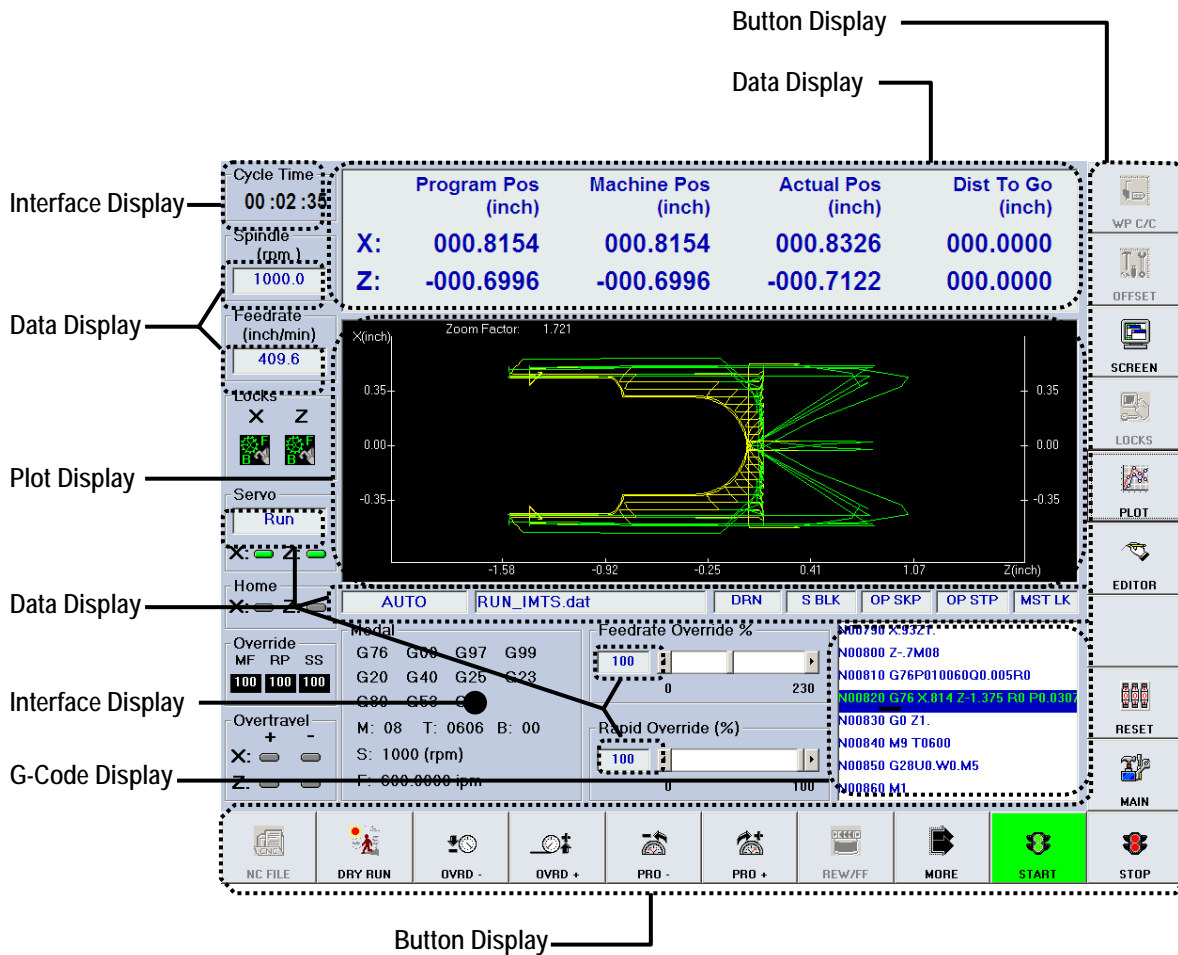 Button Display
Data Display
Interface Display
Data Display
Plot Display
Data Display
Interface Display
G-Code Display
Button Display
Cycle Time
00 :02 :35
Spindle
(rpm )
1000.0
Feedrate
(inch/min)
409.6
Locks
X Z
F B F B
Servo
Run
X: Z:
Home
X: Z:
Override
MF RP SS
100 100 100
Overtravel
+ -
X:
Z:
Program Pos Machine Pos Actual Pos Dist To Go
(inch) (inch) (inch) (inch)
X: 000.8154 000.8154 000.8326 000.0000
Z: -000.6996 -000.6996 -000.7122 000.0000
X(inch) Zoom Factor: 1.721
0.35 0.35
0.00 0.00
-0.35 -0.35
-1.58 -0.92 -0.25 0.41 1.07 Z(inch)
AUTO RUN_IMTS.dat DRN S BLK OP SKP OP STP MST LK
Modal
G76 G00 G97 G99
G20 G40 G25 G23
G80 G53
M: 08 T: 0606 B: 00
S: 1000 (rpm)
F: 600.0000 ipm
Feedrate Override %
100
0 230
Rapid Override (%)
100
0 100
N00790 X.93Z1.
N00800 Z-.7M08
N00810 G76P010060Q0.005R0
N00820 G76 X.814 Z-1.375 R0 P0.0307
N00830 G0 Z1.
N00840 M9 T0600
N00850 G28U0.W0.M5
N00860 M1
WP C/C
OFFSET
SCREEN
LOCKS
PLOT
EDITOR
RESET
MAIN
NC FILE DRY RUN OVRD - OVRD + PRO - PRO + REW/FF MORE START STOP